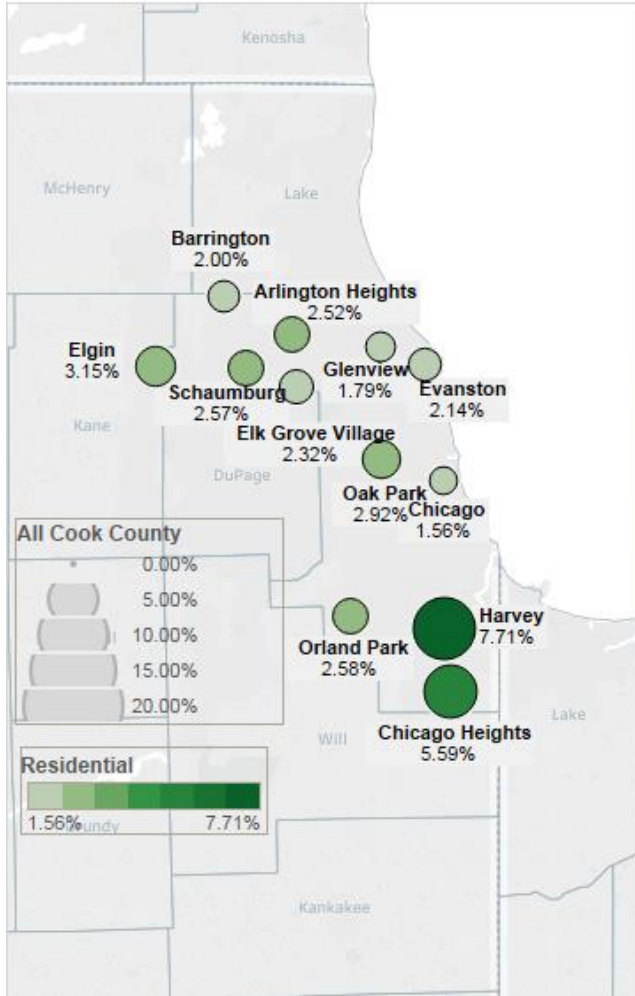 Kenosha
McHenry
Lake
Barrington
2.00%
Arlington Heights
2.52%
Elgin
3.15%
Schaumburg
2.57%
Glenview
1.79%
Evanston
2.14%
Kane
Elk Grove Village
2.32%
DuPage
Oak Park
2.92%
Chicago
1.56%
All Cook County
0.00%
5.00%
10.00%
15.00%
20.00%
Harvey
7.71%
Orland Park
2.58%
Chicago Heights
5.59%
Lake
Will
Residential
1.56%
7.71%
Grundy
Kankakee